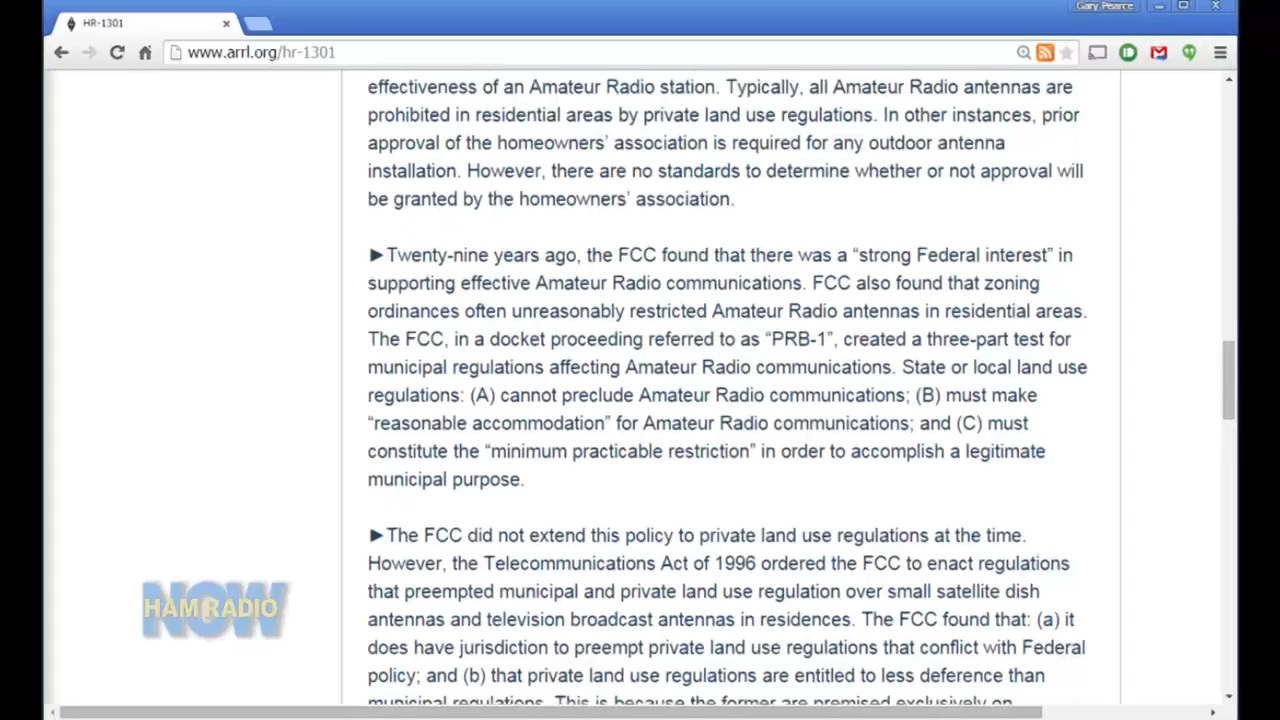 Gary Pearce
HR-1301
www.arrl.org/hr-1301
effectiveness of an Amateur Radio station. Typically, all Amateur Radio antennas are
prohibited in residential areas by private land use regulations. In other instances, prior
approval of the homeowners’ association is required for any outdoor antenna
installation. However, there are no standards to determine whether or not approval will
be granted by the homeowners’ association.
►Twenty-nine years ago, the FCC found that there was a “strong Federal interest” in
supporting effective Amateur Radio communications. FCC also found that zoning
ordinances often unreasonably restricted Amateur Radio antennas in residential areas.
The FCC, in a docket proceeding referred to as “PRB-1”, created a three-part test for
municipal regulations affecting Amateur Radio communications. State or local land use
regulations: (A) cannot preclude Amateur Radio communications; (B) must make
“reasonable accommodation” for Amateur Radio communications; and (C) must
constitute the “minimum practicable restriction” in order to accomplish a legitimate
municipal purpose.
►The FCC did not extend this policy to private land use regulations at the time.
However, the Telecommunications Act of 1996 ordered the FCC to enact regulations
that preempted municipal and private land use regulation over small satellite dish
antennas and television broadcast antennas in residences. The FCC found that: (a) it
does have jurisdiction to preempt private land use regulations that conflict with Federal
policy; and (b) that private land use regulations are entitled to less deference than
municipal regulations. This is because the former are premised exclusively on
HAM RADIO
NOW